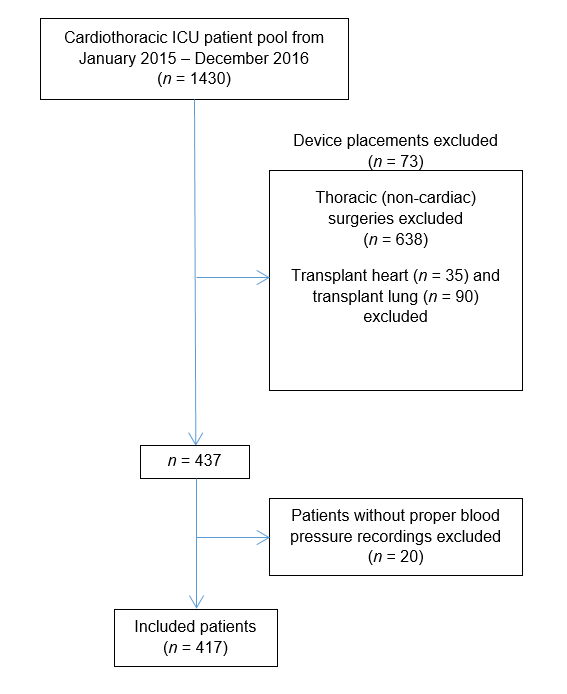 Cardiothoracic ICU patient pool from
January 2015 – December 2016
(n = 1430)
Device placements excluded
(n = 73)
Thoracic (non-cardiac)
surgeries excluded
(n = 638)
Transplant heart (n = 35) and
transplant lung (n = 90)
excluded
n = 437
Patients without proper blood
pressure recordings excluded
(n = 20)
Included patients
(n = 417)